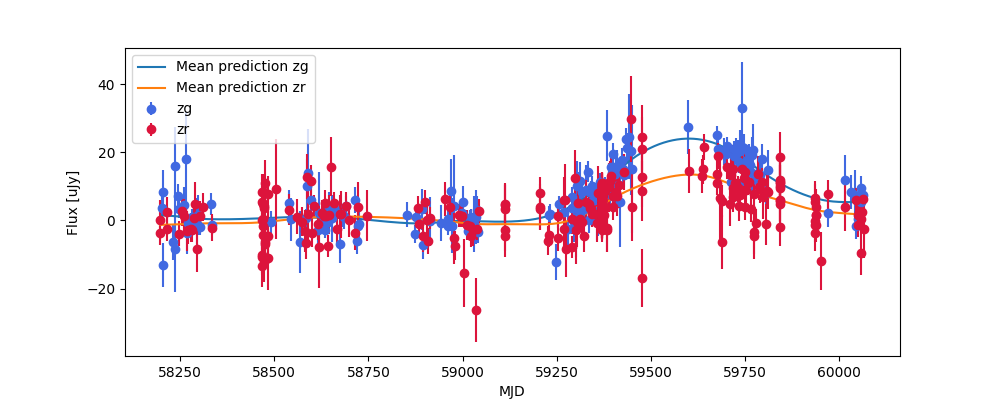 Mean prediction zg
Mean prediction zr
zg
zr
Flux [uJy]
40
20
0
−20
58250 58500 58750 59000 59250 59500 59750 60000
MJD